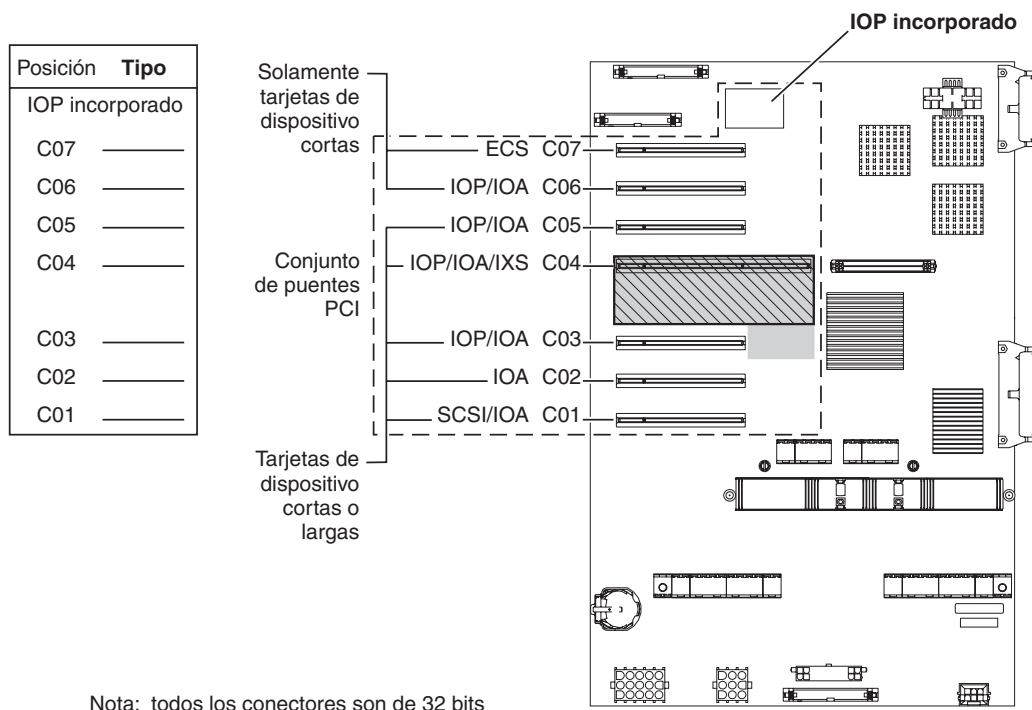 IOP incorporado
Posición Tipo
IOP incorporado
C07
C06
C05
C04
C03
C02
C01
Solamente
tarjetas de
dispositivo
cortas
ECS C07
IOP/IOA C06
IOP/IOA C05
Conjunto
de puentes
PCI
IOP/IOA/IXS C04
IOP/IOA C03
IOA C02
SCSI/IOA C01
Tarjetas de
dispositivo
cortas o
largas
Nota: todos los conectores son de 32 bits